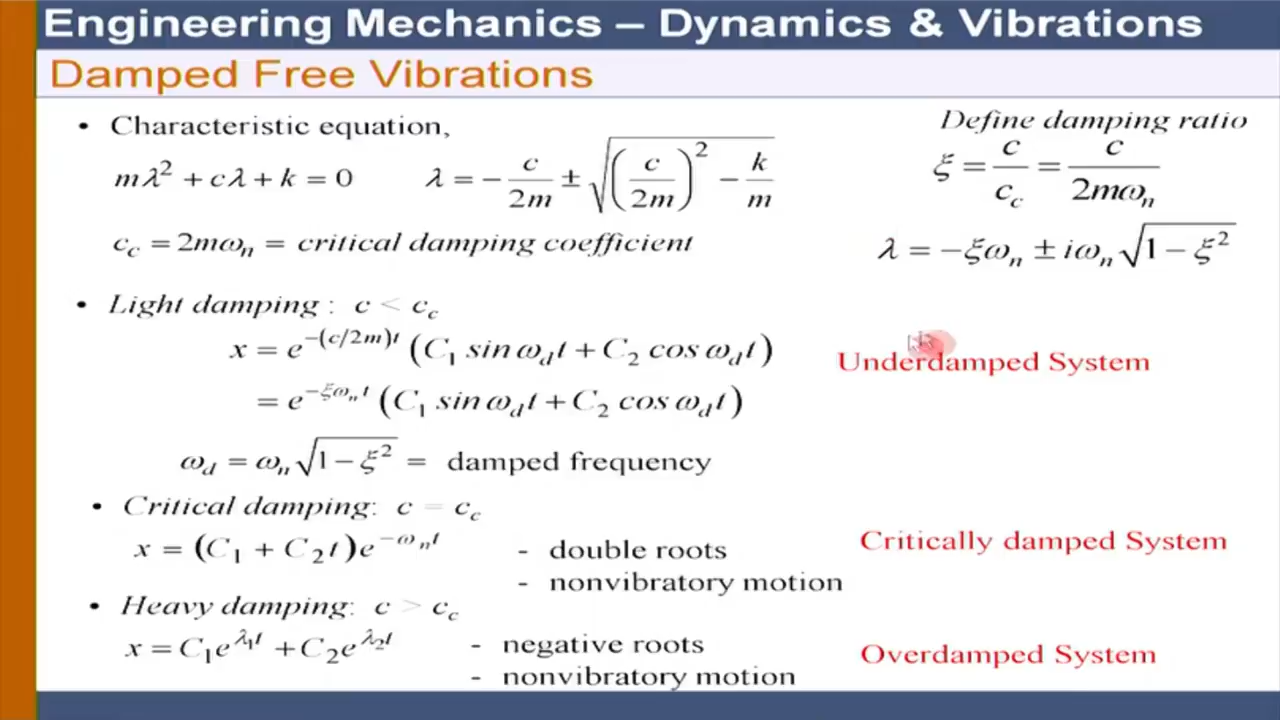 Engineering Mechanics – Dynamics & Vibrations
Damped Free Vibrations
• Characteristic equation,
mλ² + cλ + k = 0    λ = −c/2m ± √((c/2m)² − k/m)
c_c = 2mω_n = critical damping coefficient
Define damping ratio
ξ = c/c_c = c/2mω_n
λ = −ξω_n ± iω_n√(1 − ξ²)
• Light damping : c < c_c
x = e^(−(c/2m)t) (C₁ sin ω_d t + C₂ cos ω_d t)
Underdamped System
= e^(−ξω_n t) (C₁ sin ω_d t + C₂ cos ω_d t)
ω_d = ω_n√(1 − ξ²) = damped frequency
• Critical damping: c = c_c
x = (C₁ + C₂t)e^(−ω_n t)
- double roots
- nonvibratory motion
Critically damped System
• Heavy damping: c > c_c
x = C₁e^(λ₁t) + C₂e^(λ₂t)
- negative roots
- nonvibratory motion
Overdamped System